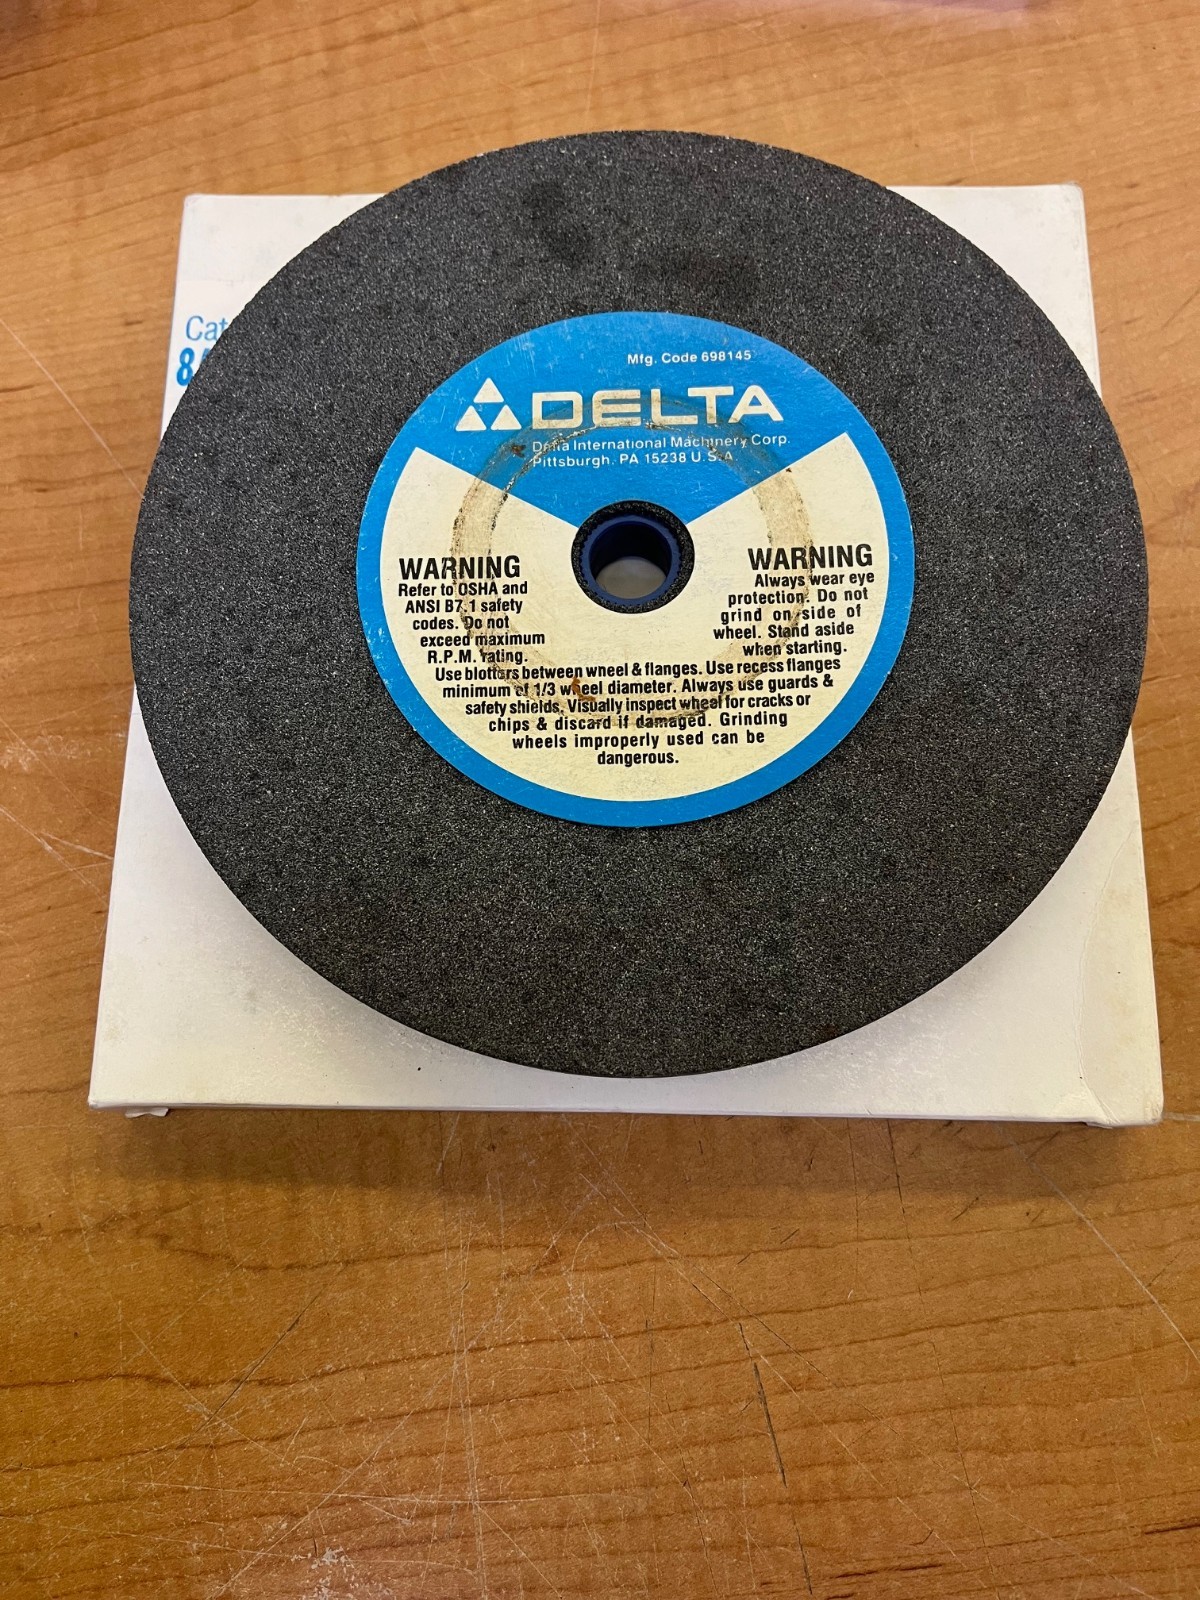 Cat
8
Mfg. Code 698145
DELTA
Delta International Machinery Corp.
Pittsburgh, PA 15238 U.S.A
WARNING
Refer to OSHA and
ANSI B7.1 safety
codes. Do not
exceed maximum
R.P.M. rating.
WARNING
Always wear eye
protection. Do not
grind on side of
wheel. Stand aside
when starting.
Use blotters between wheel & flanges. Use recess flanges
minimum of 1/3 wheel diameter. Always use guards &
safety shields. Visually inspect wheel for cracks or
chips & discard if damaged. Grinding
wheels improperly used can be
dangerous.